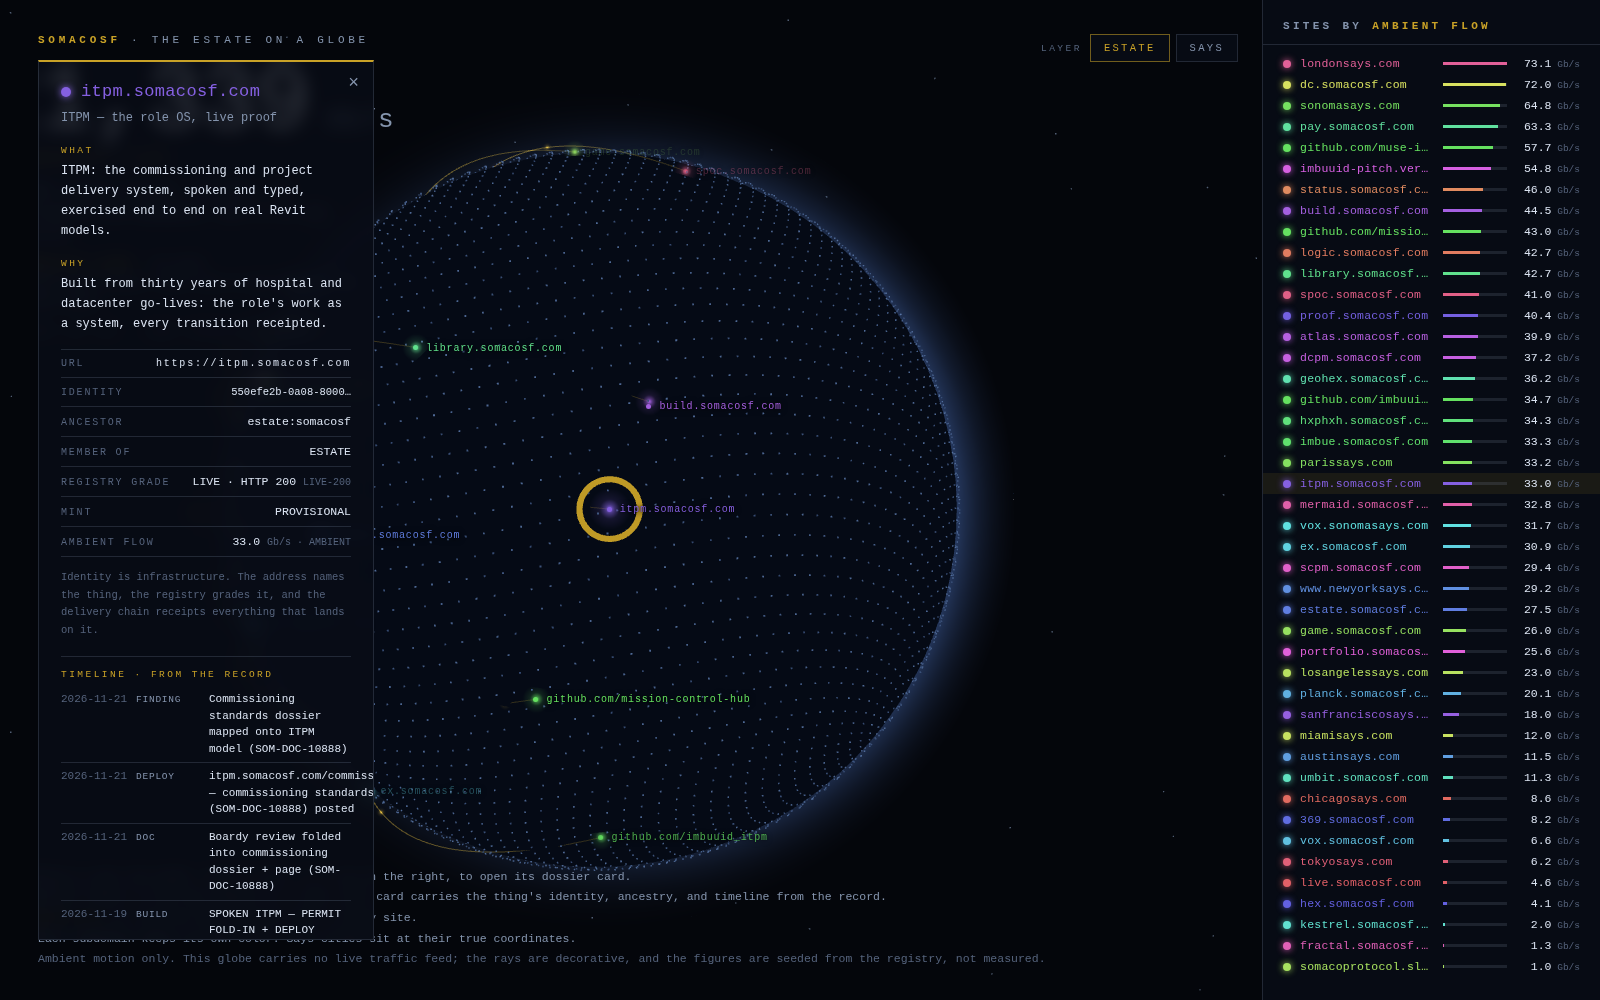 SOMACOSF · THE ESTATE ON A GLOBE
LAYER
ESTATE
SAYS
s
itpm.somacosf.com
×
ITPM — the role OS, live proof
WHAT
ITPM: the commissioning and project
delivery system, spoken and typed,
exercised end to end on real Revit
models.
WHY
Built from thirty years of hospital and
datacenter go-lives: the role's work as
a system, every transition receipted.
URL https://itpm.somacosf.com
IDENTITY 550efe2b-0a08-8000…
ANCESTOR estate:somacosf
MEMBER OF ESTATE
REGISTRY GRADE LIVE · HTTP 200 LIVE-200
MINT PROVISIONAL
AMBIENT FLOW 33.0 Gb/s · AMBIENT
Identity is infrastructure. The address names
the thing, the registry grades it, and the
delivery chain receipts everything that lands
on it.
TIMELINE · FROM THE RECORD
2026-11-21 FINDING Commissioning
standards dossier
mapped onto ITPM
model (SOM-DOC-10888)
2026-11-21 DEPLOY itpm.somacosf.com/commiss
— commissioning standards
(SOM-DOC-10888) posted
2026-11-21 DOC Boardy review folded
into commissioning
dossier + page (SOM-
DOC-10888)
2026-11-19 BUILD SPOKEN ITPM — PERMIT
FOLD-IN + DEPLOY
.somacosf.com
spoc.somacosf.com
library.somacosf.com
build.somacosf.com
itpm.somacosf.com
.somacosf.com
github.com/mission-control-hub
ex.somacosf.com
github.com/imbuuid_itpm
the right, to open its dossier card.
card carries the thing's identity, ancestry, and timeline from the record.
site.
Each subdomain keeps its own color. Says cities sit at their true coordinates.
Ambient motion only. This globe carries no live traffic feed; the rays are decorative, and the figures are seeded from the registry, not measured.
SITES BY AMBIENT FLOW
londonsays.com 73.1 Gb/s
dc.somacosf.com 72.0 Gb/s
sonomasays.com 64.8 Gb/s
pay.somacosf.com 63.3 Gb/s
github.com/muse-i… 57.7 Gb/s
imbuuid-pitch.ver… 54.8 Gb/s
status.somacosf.c… 46.0 Gb/s
build.somacosf.com 44.5 Gb/s
github.com/missio… 43.0 Gb/s
logic.somacosf.com 42.7 Gb/s
library.somacosf.… 42.7 Gb/s
spoc.somacosf.com 41.0 Gb/s
proof.somacosf.com 40.4 Gb/s
atlas.somacosf.com 39.9 Gb/s
dcpm.somacosf.com 37.2 Gb/s
geohex.somacosf.c… 36.2 Gb/s
github.com/imbuui… 34.7 Gb/s
hxphxh.somacosf.c… 34.3 Gb/s
imbue.somacosf.com 33.3 Gb/s
parissays.com 33.2 Gb/s
itpm.somacosf.com 33.0 Gb/s
mermaid.somacosf.… 32.8 Gb/s
vox.sonomasays.com 31.7 Gb/s
ex.somacosf.com 30.9 Gb/s
scpm.somacosf.com 29.4 Gb/s
www.newyorksays.c… 29.2 Gb/s
estate.somacosf.c… 27.5 Gb/s
game.somacosf.com 26.0 Gb/s
portfolio.somacos… 25.6 Gb/s
losangelessays.com 23.0 Gb/s
planck.somacosf.c… 20.1 Gb/s
sanfranciscosays.… 18.0 Gb/s
miamisays.com 12.0 Gb/s
austinsays.com 11.5 Gb/s
umbit.somacosf.com 11.3 Gb/s
chicagosays.com 8.6 Gb/s
369.somacosf.com 8.2 Gb/s
vox.somacosf.com 6.6 Gb/s
tokyosays.com 6.2 Gb/s
live.somacosf.com 4.6 Gb/s
hex.somacosf.com 4.1 Gb/s
kestrel.somacosf.… 2.0 Gb/s
fractal.somacosf.… 1.3 Gb/s
somacoprotocol.sl… 1.0 Gb/s